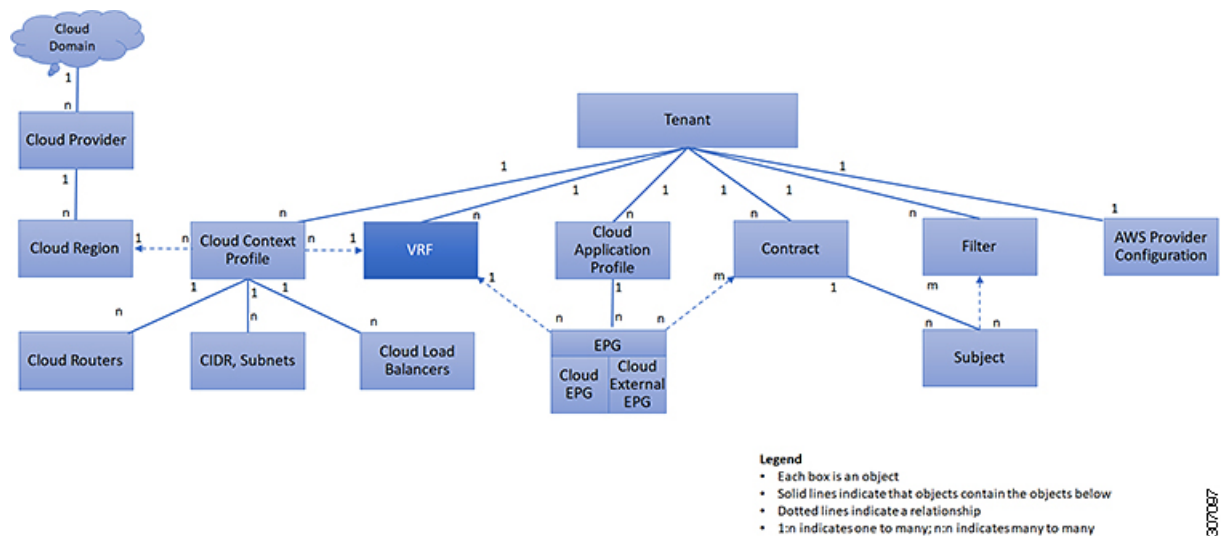 Cloud
Domain
1
n
Cloud Provider
1
n
Cloud Region
Tenant
1
1
1
1
1
1
n
n
n
n
n
1
1
n
Cloud Context
Profile
n
1
VRF
Cloud
Application
Profile
Contract
Filter
AWS Provider
Configuration
1
1
1
n
n
n
Cloud Routers
CIDR, Subnets
Cloud Load
Balancers
1
n
1
n
n
m
EPG
Cloud
EPG
Cloud
External
EPG
1
n
m
n
Subject
Legend
• Each box is an object
• Solid lines indicate that objects contain the objects below
• Dotted lines indicate a relationship
• 1:n indicates one to many; n:n indicates many to many
307097